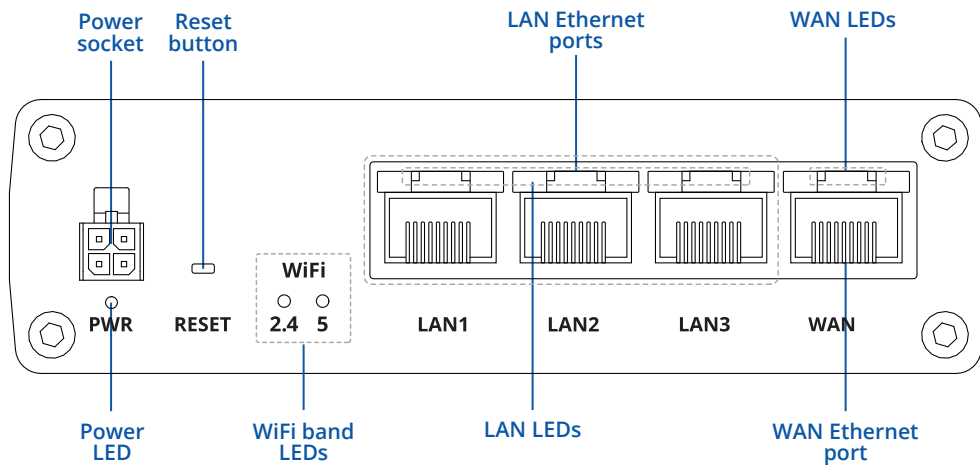 Power
socket
Reset
button
LAN Ethernet
ports
WAN LEDs
WiFi
2.4 5
PWR
RESET
LAN1
LAN2
LAN3
WAN
Power
LED
WiFi band
LEDs
LAN LEDs
WAN Ethernet
port